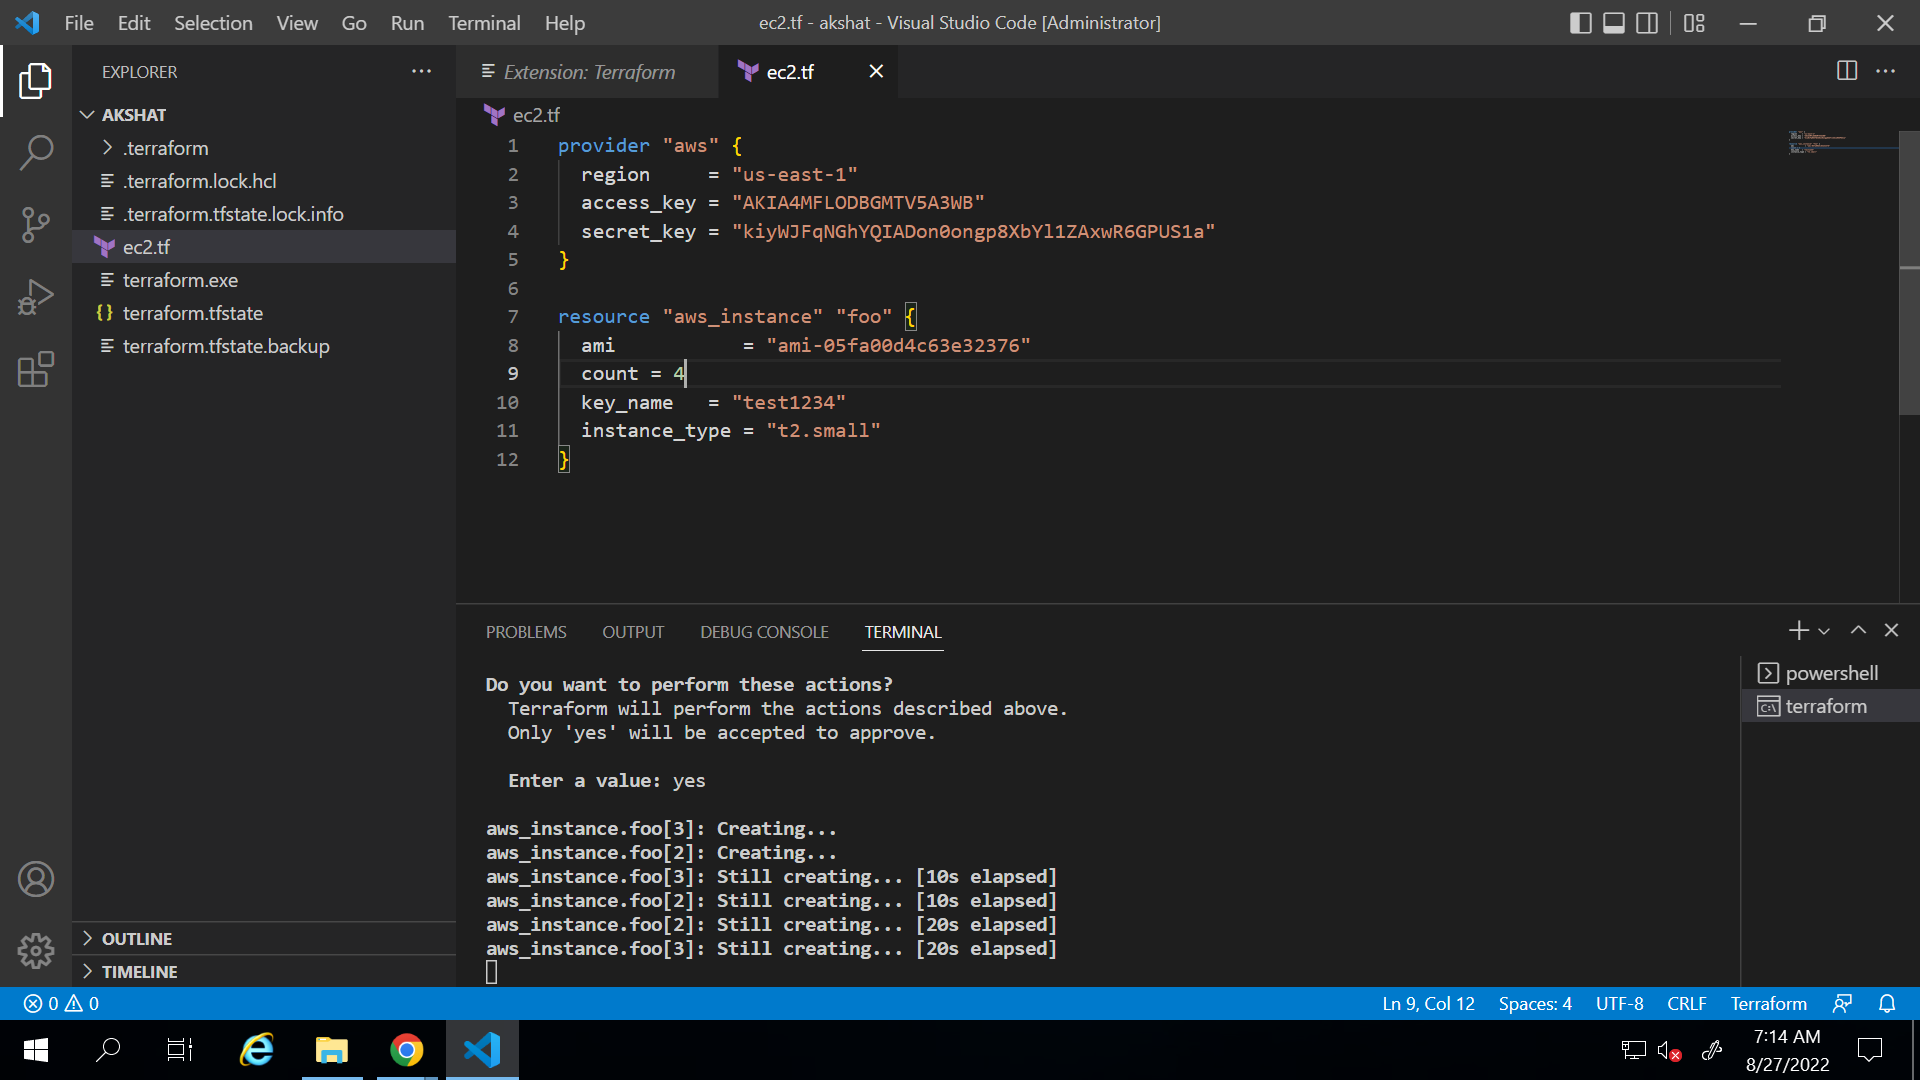 File Edit Selection View Go Run Terminal Help ec2.tf - akshat - Visual Studio Code [Administrator]
EXPLORER
AKSHAT
.terraform
.terraform.lock.hcl
.terraform.tfstate.lock.info
ec2.tf
terraform.exe
{} terraform.tfstate
terraform.tfstate.backup
OUTLINE
TIMELINE
Extension: Terraform ec2.tf
ec2.tf
1 provider "aws" {
2 region = "us-east-1"
3 access_key = "AKIA4MFLODBGMTV5A3WB"
4 secret_key = "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"
5 }
6
7 resource "aws_instance" "foo" {
8 ami = "ami-05fa00d4c63e32376"
9 count = 4
10 key_name = "test1234"
11 instance_type = "t2.small"
12 }
PROBLEMS OUTPUT DEBUG CONSOLE TERMINAL
Do you want to perform these actions?
Terraform will perform the actions described above.
Only 'yes' will be accepted to approve.
Enter a value: yes
aws_instance.foo[3]: Creating...
aws_instance.foo[2]: Creating...
aws_instance.foo[3]: Still creating... [10s elapsed]
aws_instance.foo[2]: Still creating... [10s elapsed]
aws_instance.foo[2]: Still creating... [20s elapsed]
aws_instance.foo[3]: Still creating... [20s elapsed]
powershell
terraform
0 0 Ln 9, Col 12 Spaces: 4 UTF-8 CRLF Terraform
7:14 AM
8/27/2022